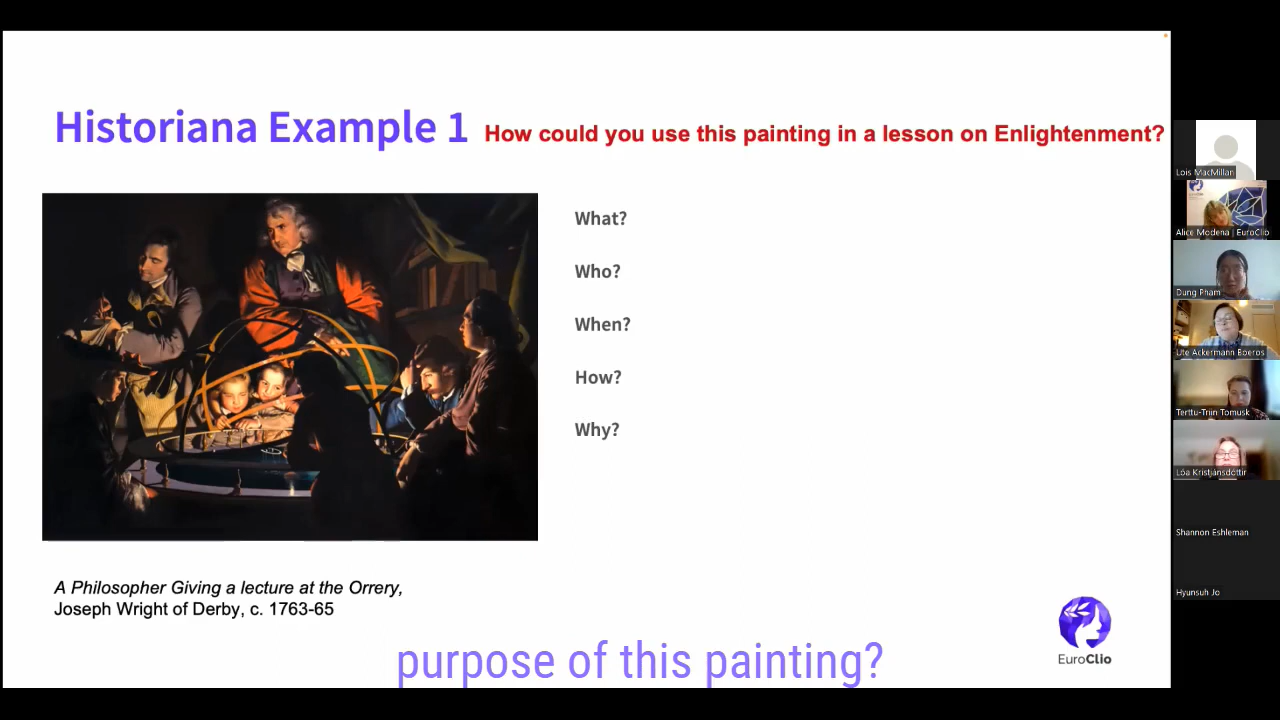 Historiana Example 1 How could you use this painting in a lesson on Enlightenment?
What?
Who?
When?
How?
Why?
A Philosopher Giving a lecture at the Orrery,
Joseph Wright of Derby, c. 1763-65
EuroClio
purpose of this painting?
Lois MacMillan
Alice Modena | EuroClio
Dung Pham
Ute Ackermann Boeros
Terttu-Triin Tomusk
Lóa Kristjánsdóttir
Shannon Eshleman
Hyunsuh Jo